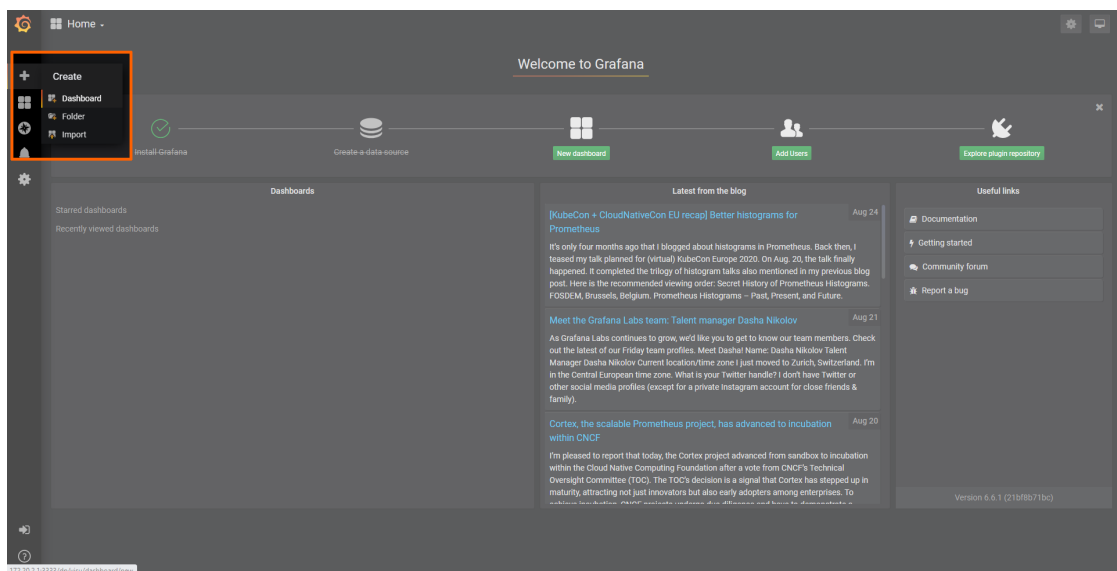 Home
Welcome to Grafana
Create
Dashboard
Folder
Import
Install Grafana
Create a data source
New dashboard
Add Users
Explore plugin repository
Dashboards
Starred dashboards
Recently viewed dashboards
Latest from the blog
[KubeCon + CloudNativeCon EU recap] Better histograms for
Prometheus
Aug 24
It's only four months ago that I blogged about histograms in Prometheus. Back then, I
teased my talk planned for (virtual) KubeCon Europe 2020. On Aug. 20, the talk finally
happened. It completed the trilogy of histogram talks also mentioned in my previous blog
post. Here is the recommended viewing order: Secret History of Prometheus Histograms.
FOSDEM, Brussels, Belgium. Prometheus Histograms – Past, Present, and Future.
Meet the Grafana Labs team: Talent manager Dasha Nikolov
Aug 21
As Grafana Labs continues to grow, we'd like you to get to know our team members. Check
out the latest of our Friday team profiles. Meet Dasha! Name: Dasha Nikolov Talent
Manager Dasha Nikolov Current location/time zone I just moved to Zurich, Switzerland. I'm
in the Central European time zone. What is your Twitter handle? I don't have Twitter or
other social media profiles (except for a private Instagram account for close friends &
family).
Cortex, the scalable Prometheus project, has advanced to incubation
within CNCF
Aug 20
I'm pleased to report that today, the Cortex project advanced from sandbox to incubation
within the Cloud Native Computing Foundation after a vote from CNCF's Technical
Oversight Committee (TOC). The TOC's decision is a signal that Cortex has stepped up in
maturity, attracting not just innovators but also early adopters among enterprises. To
Useful links
Documentation
Getting started
Community forum
Report a bug
Version 6.6.1 (21bf8b71bc)